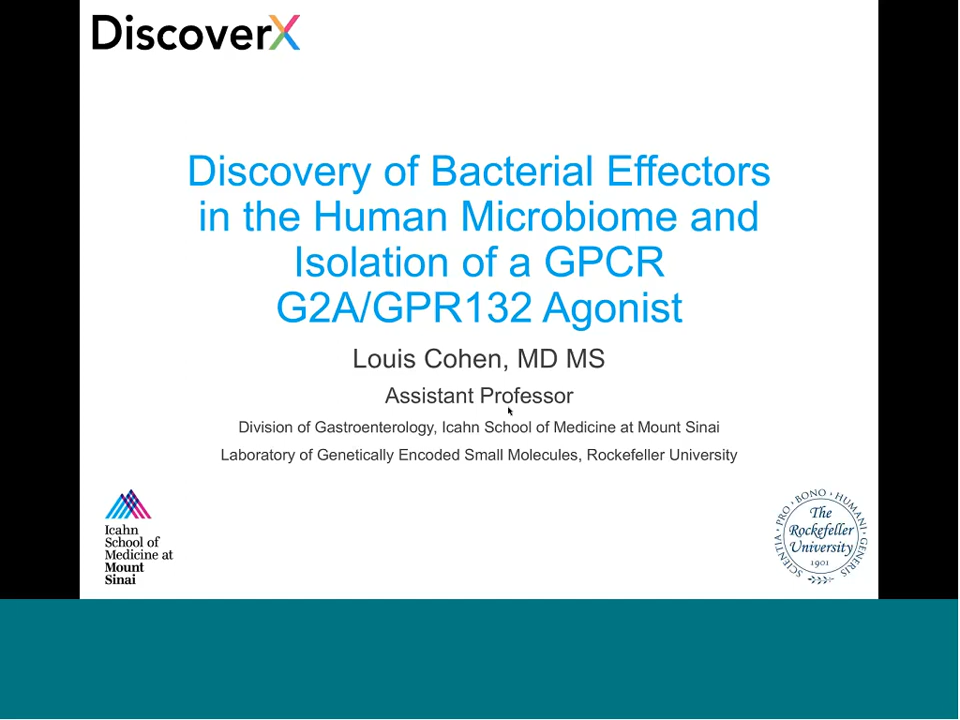 DiscoverX
Discovery of Bacterial Effectors
in the Human Microbiome and
Isolation of a GPCR
G2A/GPR132 Agonist
Louis Cohen, MD MS
Assistant Professor
Division of Gastroenterology, Icahn School of Medicine at Mount Sinai
Laboratory of Genetically Encoded Small Molecules, Rockefeller University
Icahn
School of
Medicine at
Mount
Sinai
SCIENTIA · PRO · BONO · HUMANI · GENERIS
The
Rockefeller
University
1901